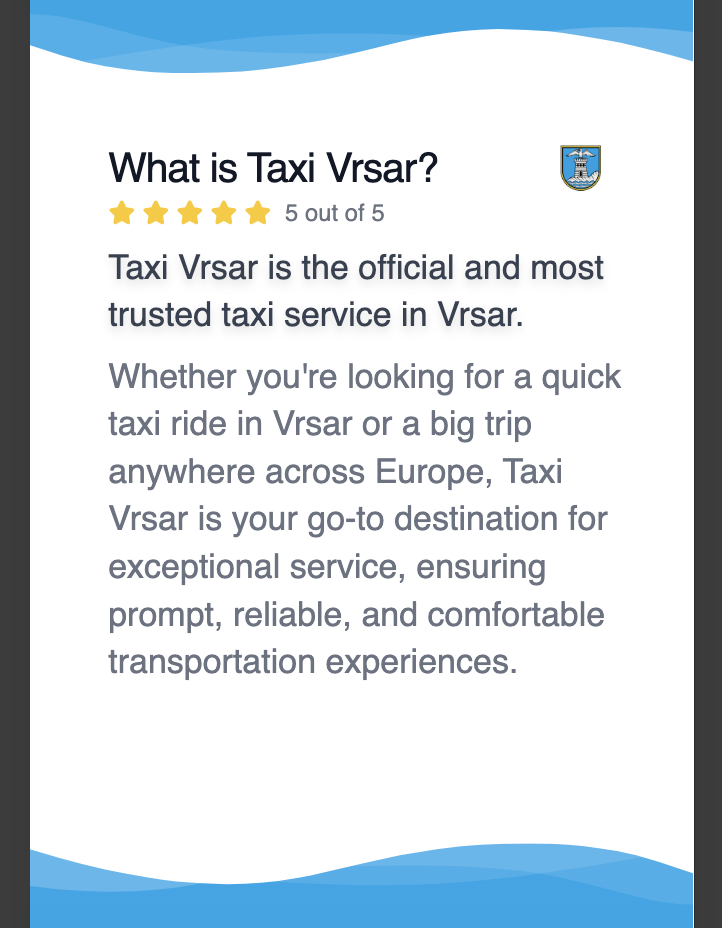 What is Taxi Vrsar?
5 out of 5
Taxi Vrsar is the official and most
trusted taxi service in Vrsar.
Whether you're looking for a quick
taxi ride in Vrsar or a big trip
anywhere across Europe, Taxi
Vrsar is your go-to destination for
exceptional service, ensuring
prompt, reliable, and comfortable
transportation experiences.